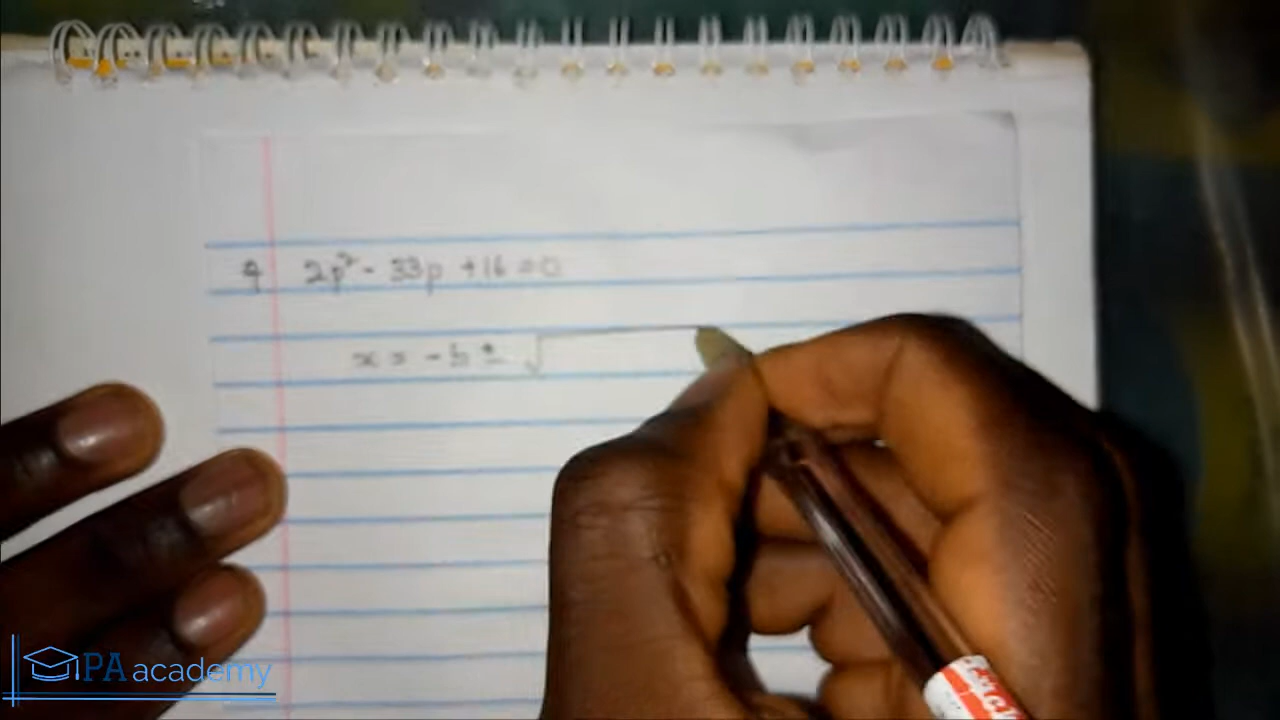 9 2p² - 33p + 16 = 0
x = -b ± √
PA academy